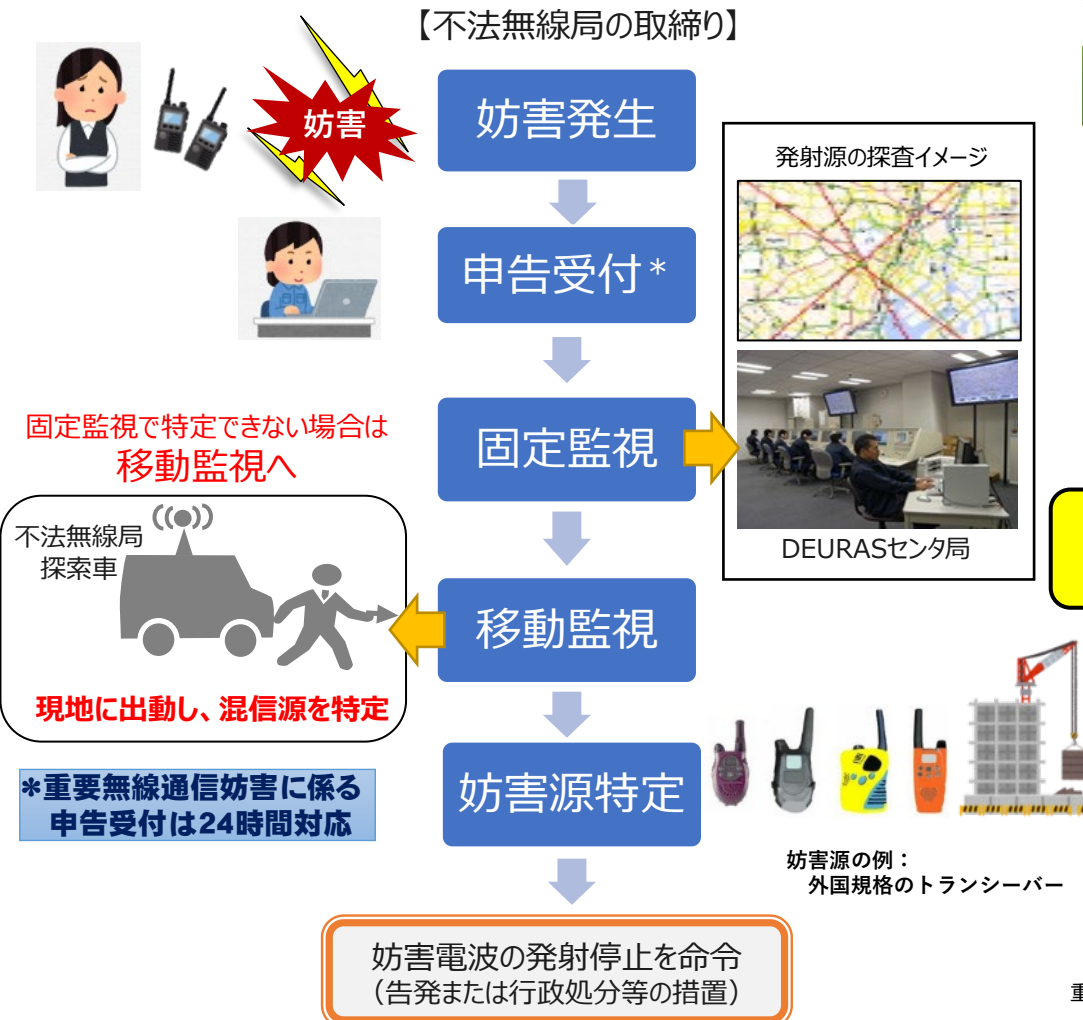 【不法無線局の取締り】
妨害
妨害発生
発射源の探査イメージ
申告受付*
固定監視で特定できない場合は
移動監視へ
固定監視
DEURASセンタ局
不法無線局
探索車
移動監視
現地に出動し、混信源を特定
*重要無線通信妨害に係る
申告受付は24時間対応
妨害源特定
妨害源の例：
外国規格のトランシーバー
妨害電波の発射停止を命令
（告発または行政処分等の措置）
重